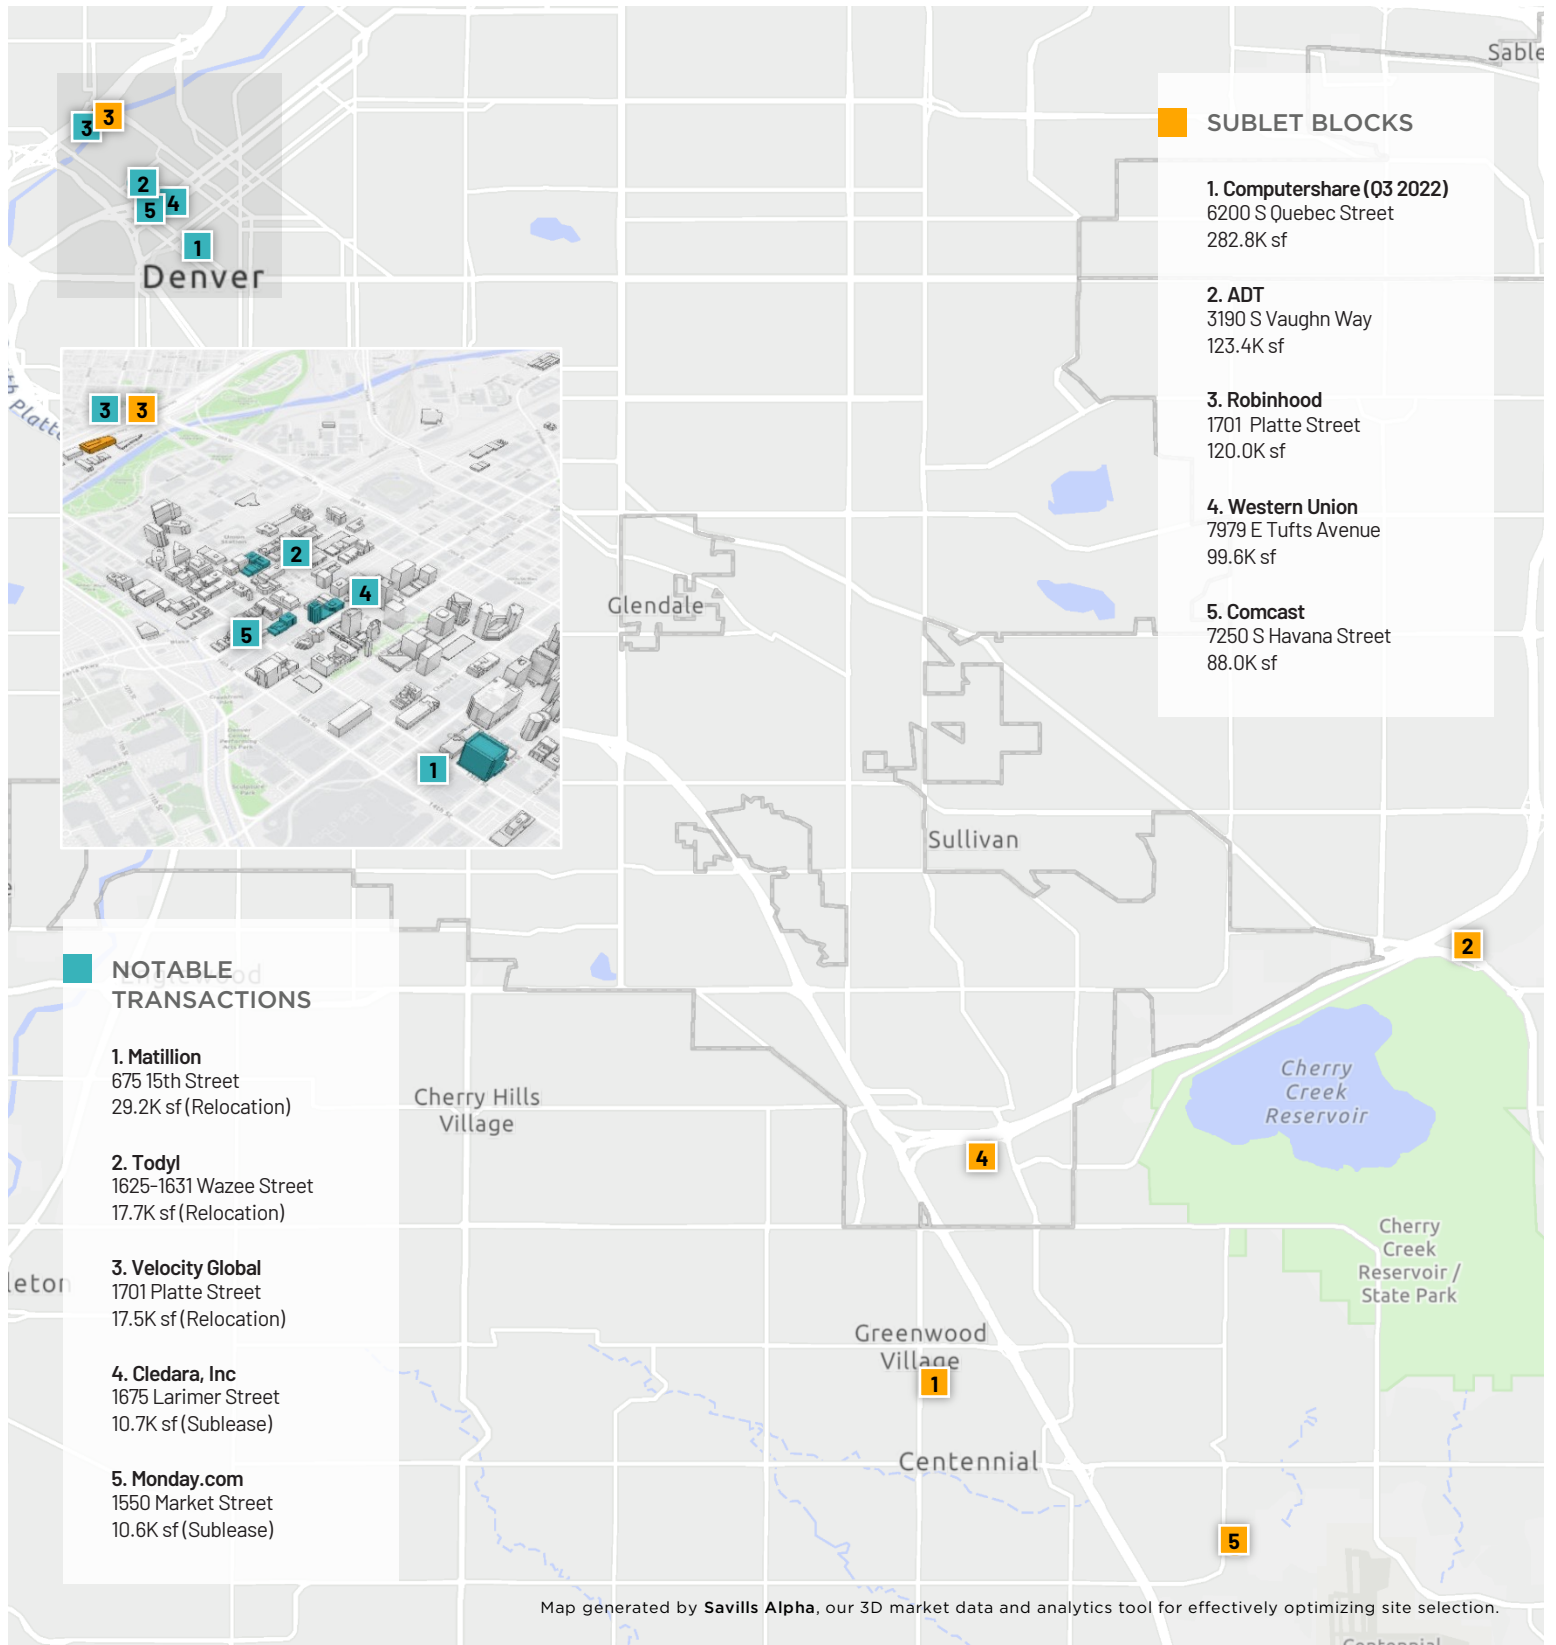 Sable
3
3
2
4
5
1
Denver
SUBLET BLOCKS
1. Computershare (Q3 2022)
6200 S Quebec Street
282.8K sf
2. ADT
3190 S Vaughn Way
123.4K sf
3. Robinhood
1701 Platte Street
120.0K sf
4. Western Union
7979 E Tufts Avenue
99.6K sf
5. Comcast
7250 S Havana Street
88.0K sf
3
3
2
4
5
1
Glendale
Sullivan
2
NOTABLE
TRANSACTIONS
Englewood
1. Matillion
675 15th Street
29.2K sf (Relocation)
2. Todyl
1625-1631 Wazee Street
17.7K sf (Relocation)
3. Velocity Global
1701 Platte Street
17.5K sf (Relocation)
4. Cledara, Inc
1675 Larimer Street
10.7K sf (Sublease)
5. Monday.com
1550 Market Street
10.6K sf (Sublease)
leton
Cherry Hills
Village
Cherry
Creek
Reservoir
4
Cherry
Creek
Reservoir /
State Park
Greenwood
Village
1
Centennial
5
Map generated by Savills Alpha, our 3D market data and analytics tool for effectively optimizing site selection.